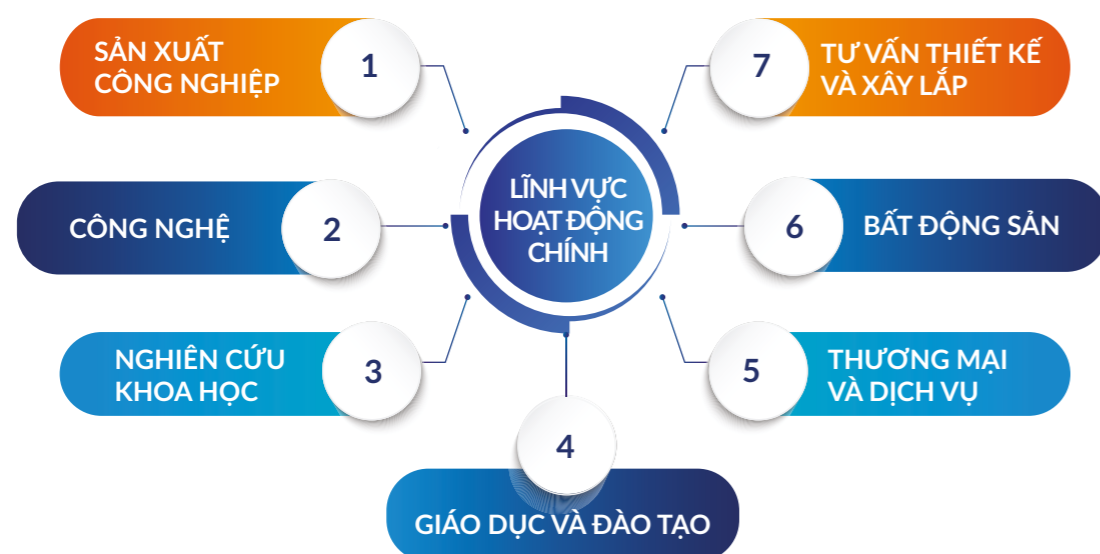 LĨNH VỰC
HOẠT ĐỘNG
CHÍNH
1
SẢN XUẤT
CÔNG NGHIỆP
2
CÔNG NGHỆ
3
NGHIÊN CỨU
KHOA HỌC
4
GIÁO DỤC VÀ ĐÀO TẠO
5
THƯƠNG MẠI
VÀ DỊCH VỤ
6
BẤT ĐỘNG SẢN
7
TƯ VẤN THIẾT KẾ
VÀ XÂY LẮP